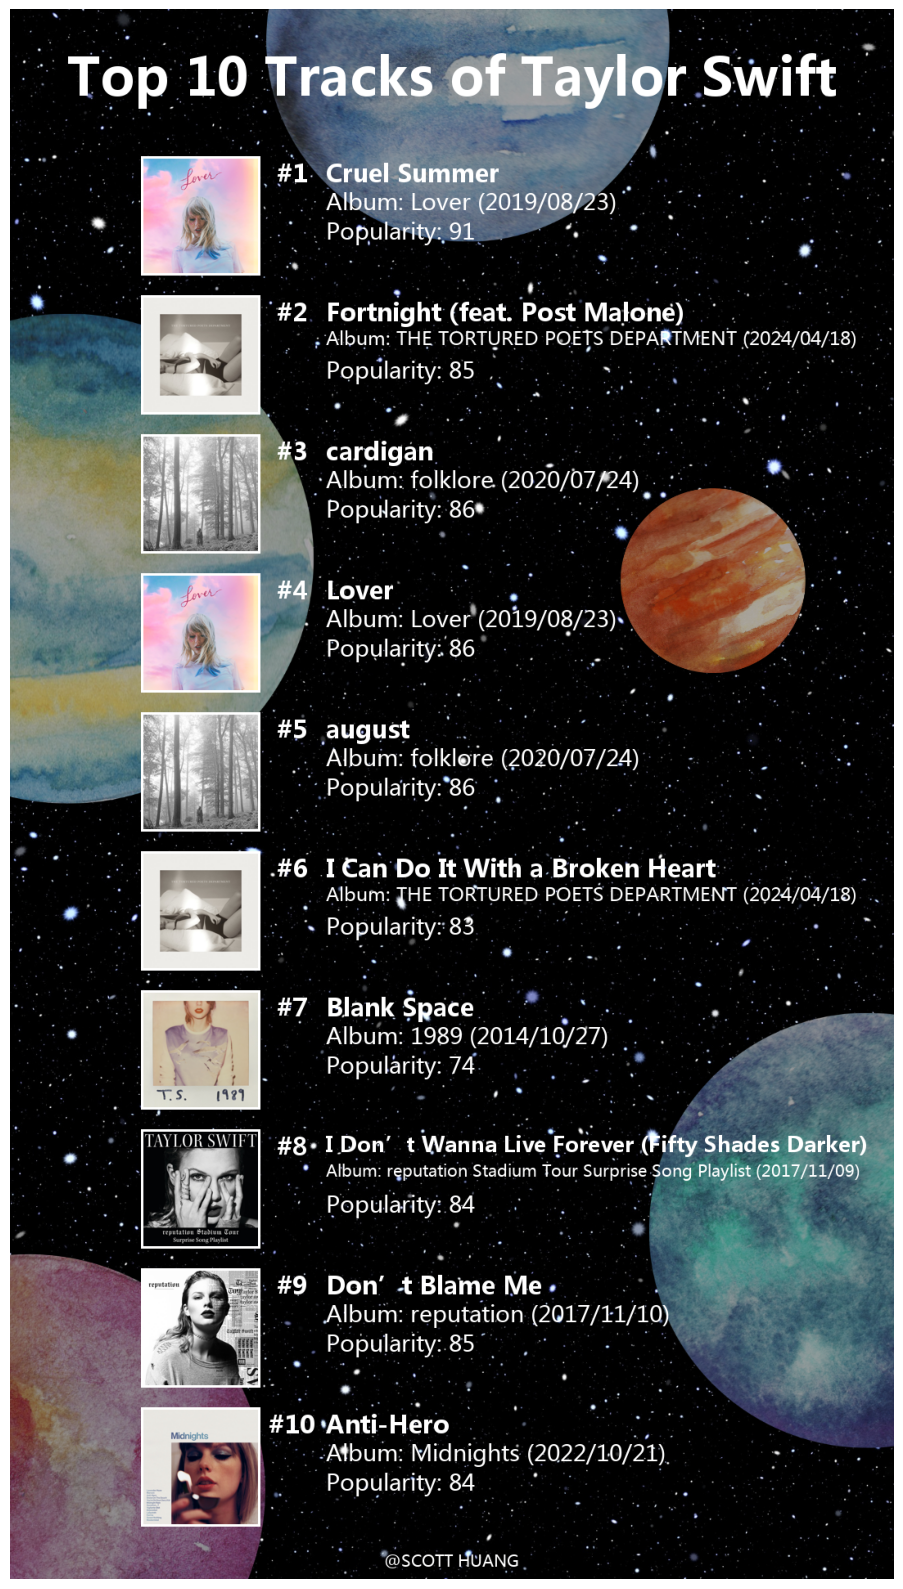 Top 10 Tracks of Taylor Swift
Lover
#1 Cruel Summer
Album: Lover (2019/08/23)
Popularity: 91
#2 Fortnight (feat. Post Malone)
Album: THE TORTURED POETS DEPARTMENT (2024/04/18)
Popularity: 85
#3 cardigan
Album: folklore (2020/07/24)
Popularity: 86
Lover
#4 Lover
Album: Lover (2019/08/23)
Popularity: 86
#5 august
Album: folklore (2020/07/24)
Popularity: 86
#6 I Can Do It With a Broken Heart
Album: THE TORTURED POETS DEPARTMENT (2024/04/18)
Popularity: 83
#7 Blank Space
Album: 1989 (2014/10/27)
Popularity: 74
T.S. 1989
TAYLOR SWIFT
#8 I Don’t Wanna Live Forever (Fifty Shades Darker)
Album: reputation Stadium Tour Surprise Song Playlist (2017/11/09)
Popularity: 84
reputation Stadium Tour
Surprise Song Playlist
reputation
#9 Don’t Blame Me
Album: reputation (2017/11/10)
Popularity: 85
#10 Anti-Hero
Midnights
Album: Midnights (2022/10/21)
Popularity: 84
@SCOTT HUANG